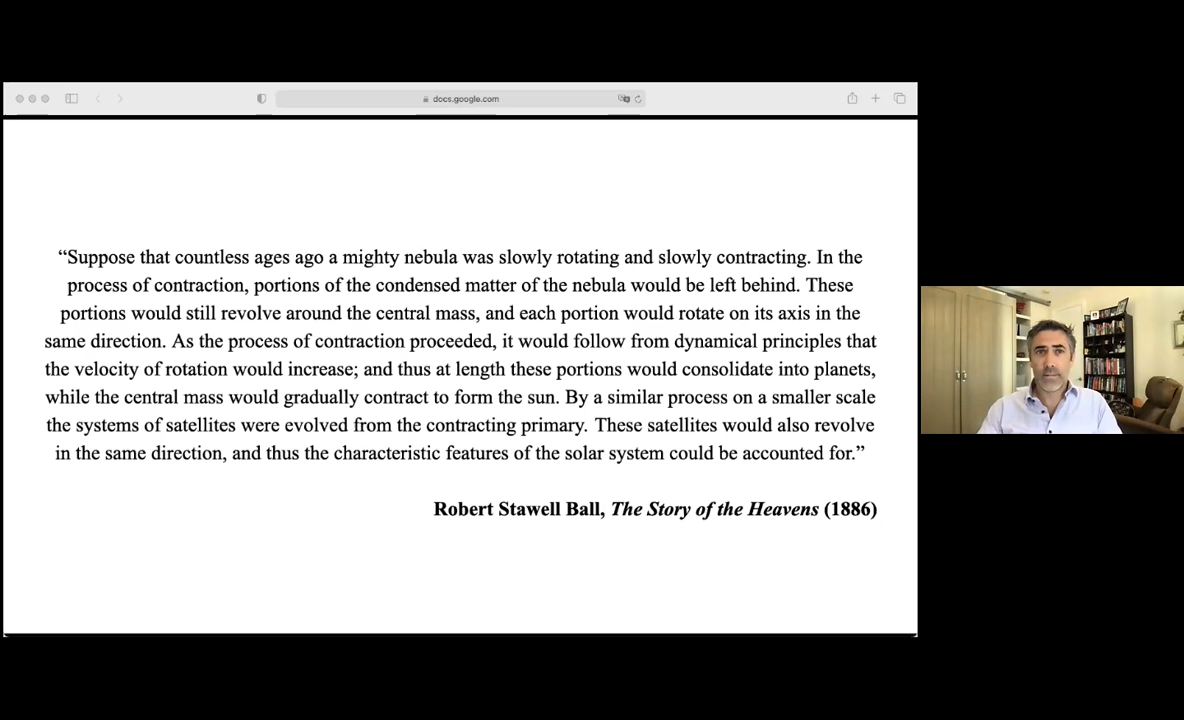 docs.google.com
“Suppose that countless ages ago a mighty nebula was slowly rotating and slowly contracting. In the
process of contraction, portions of the condensed matter of the nebula would be left behind. These
portions would still revolve around the central mass, and each portion would rotate on its axis in the
same direction. As the process of contraction proceeded, it would follow from dynamical principles that
the velocity of rotation would increase; and thus at length these portions would consolidate into planets,
while the central mass would gradually contract to form the sun. By a similar process on a smaller scale
the systems of satellites were evolved from the contracting primary. These satellites would also revolve
in the same direction, and thus the characteristic features of the solar system could be accounted for.”
Robert Stawell Ball, The Story of the Heavens (1886)